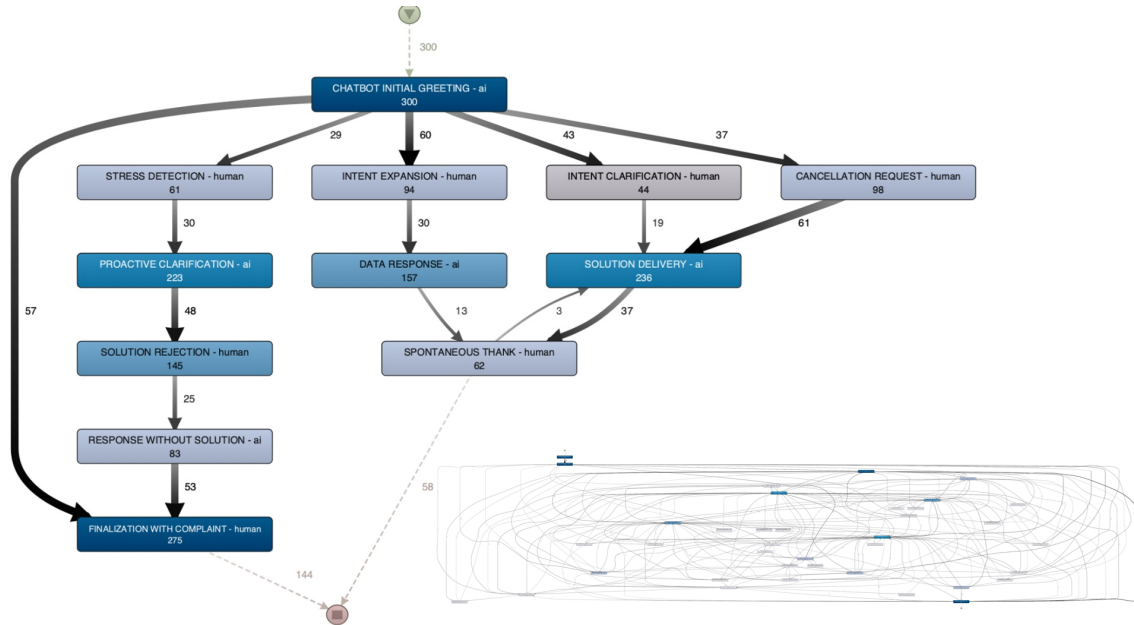 300
CHATBOT INITIAL GREETING - ai
300
29
60
43
37
STRESS DETECTION - human
61
INTENT EXPANSION - human
94
INTENT CLARIFICATION - human
44
CANCELLATION REQUEST - human
98
30
30
19
61
PROACTIVE CLARIFICATION - ai
223
DATA RESPONSE - ai
157
SOLUTION DELIVERY - ai
236
57
48
13
3
37
SOLUTION REJECTION - human
145
SPONTANEOUS THANK - human
62
25
RESPONSE WITHOUT SOLUTION - ai
83
53
58
FINALIZATION WITH COMPLAINT - human
275
144